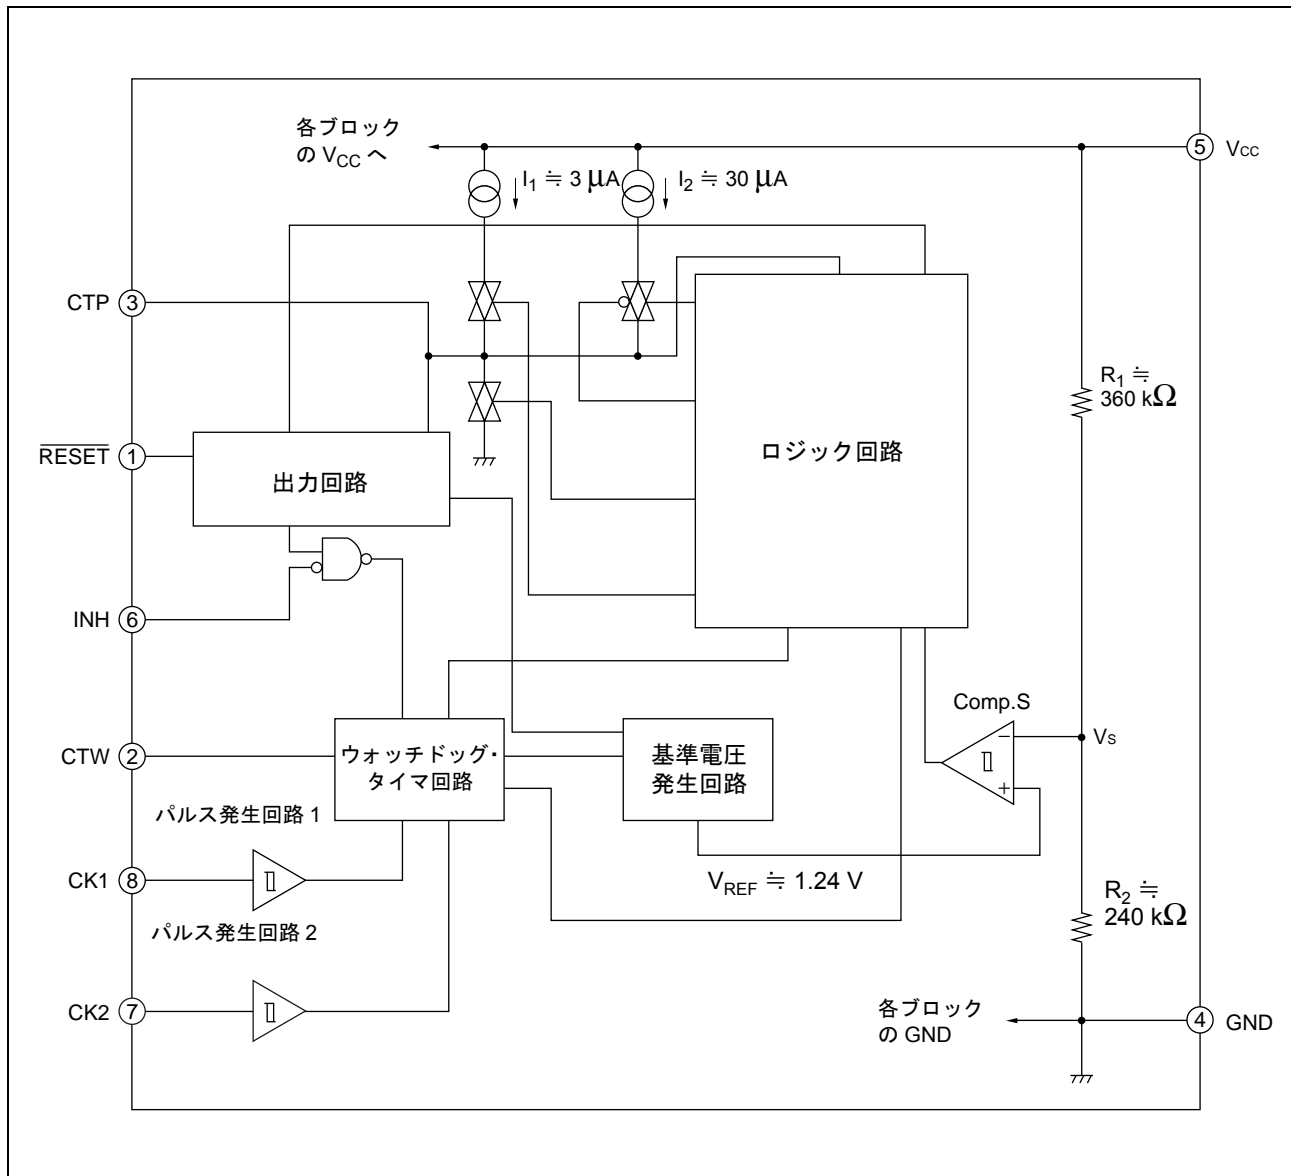 各ブロック
の VCC へ
5 VCC
I1 ≒ 3 μA
I2 ≒ 30 μA
CTP 3
R1 ≒
360 kΩ
RESET 1
出力回路
ロジック回路
INH 6
Comp.S
−
VS
+
CTW 2
ウォッチドッグ・
タイマ回路
基準電圧
発生回路
パルス発生回路 1
CK1 8
VREF ≒ 1.24 V
パルス発生回路 2
R2 ≒
240 kΩ
CK2 7
各ブロック
の GND
4 GND